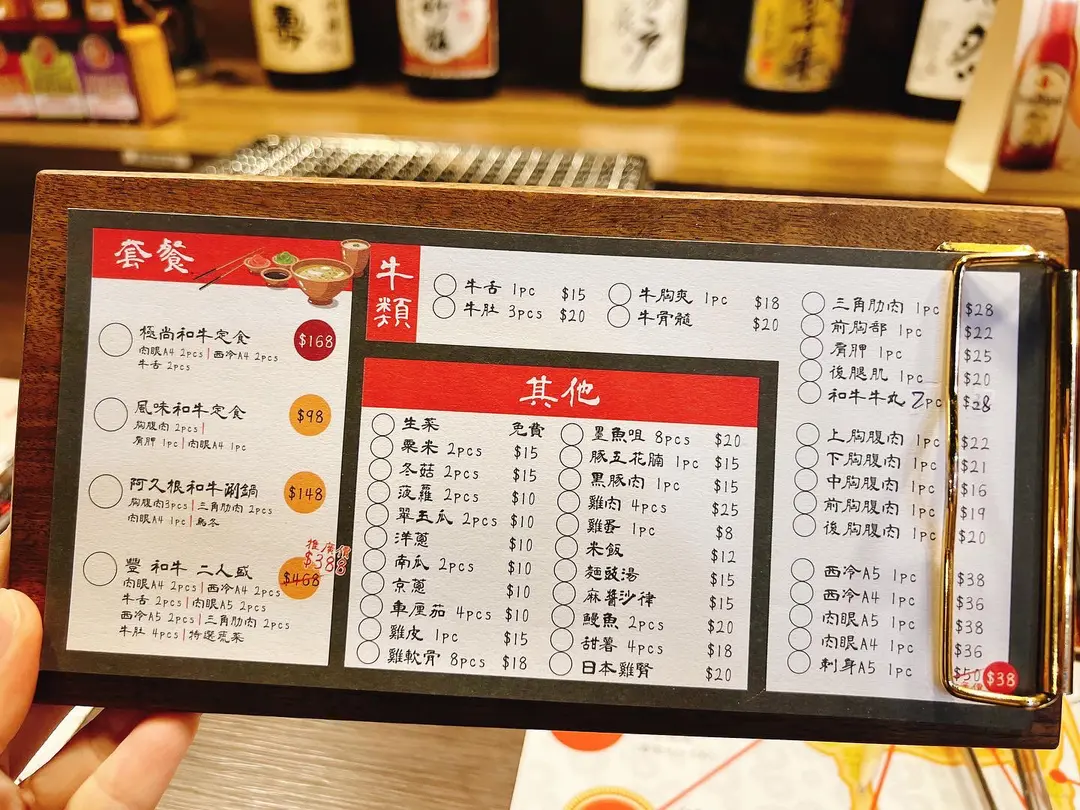 套餐
極尚和牛定食 $168
肉眼A4 2pcs | 西冷A4 2pcs
牛舌 2pcs
風味和牛定食 $98
胸腹肉 2pcs |
肩胛 1pc | 肉眼A4 1pc
阿久根和牛涮鍋 $148
胸腹肉3pcs | 三角肋肉 2pcs
肉眼A4 1pc | 烏冬
推廣價
$388
豐 和牛 二人盛 $468
肉眼A4 2pcs | 西冷A4 2pcs
牛舌 2pcs | 肉眼A5 2pcs
西冷A5 2pcs | 三角肋肉 2pcs
牛肚 4pcs | 特選蔬菜
牛類
牛舌 1pc $15
牛肚 3pcs $20
牛胸爽 1pc $18
牛骨髓 $20
三角肋肉 1pc $28
前胸部 1pc $22
肩胛 1pc $25
後腿肌 1pc $20
和牛牛丸 2pc $28
上胸腹肉 1pc $22
下胸腹肉 1pc $21
中胸腹肉 1pc $16
前胸腹肉 1pc $19
後胸腹肉 1pc $20
西冷A5 1pc $38
西冷A4 1pc $36
肉眼A5 1pc $38
肉眼A4 1pc $36
刺身A5 1pc $50 $38
其他
生菜 免費
粟米 2pcs $15
冬菇 2pcs $15
菠蘿 2pcs $10
翠玉瓜 2pcs $10
洋蔥 $10
南瓜 2pcs $10
京蔥 $10
車厘茄 4pcs $10
雞皮 1pc $15
雞軟骨 8pcs $18
墨魚咀 8pcs $20
豚五花腩 1pc $15
黑豚肉 1pc $15
雞肉 4pcs $25
雞蛋 1pc $8
米飯 $12
麵豉湯 $15
麻醬沙律 $15
鰻魚 2pcs $20
甜薯 4pcs $18
日本雞腎 $20